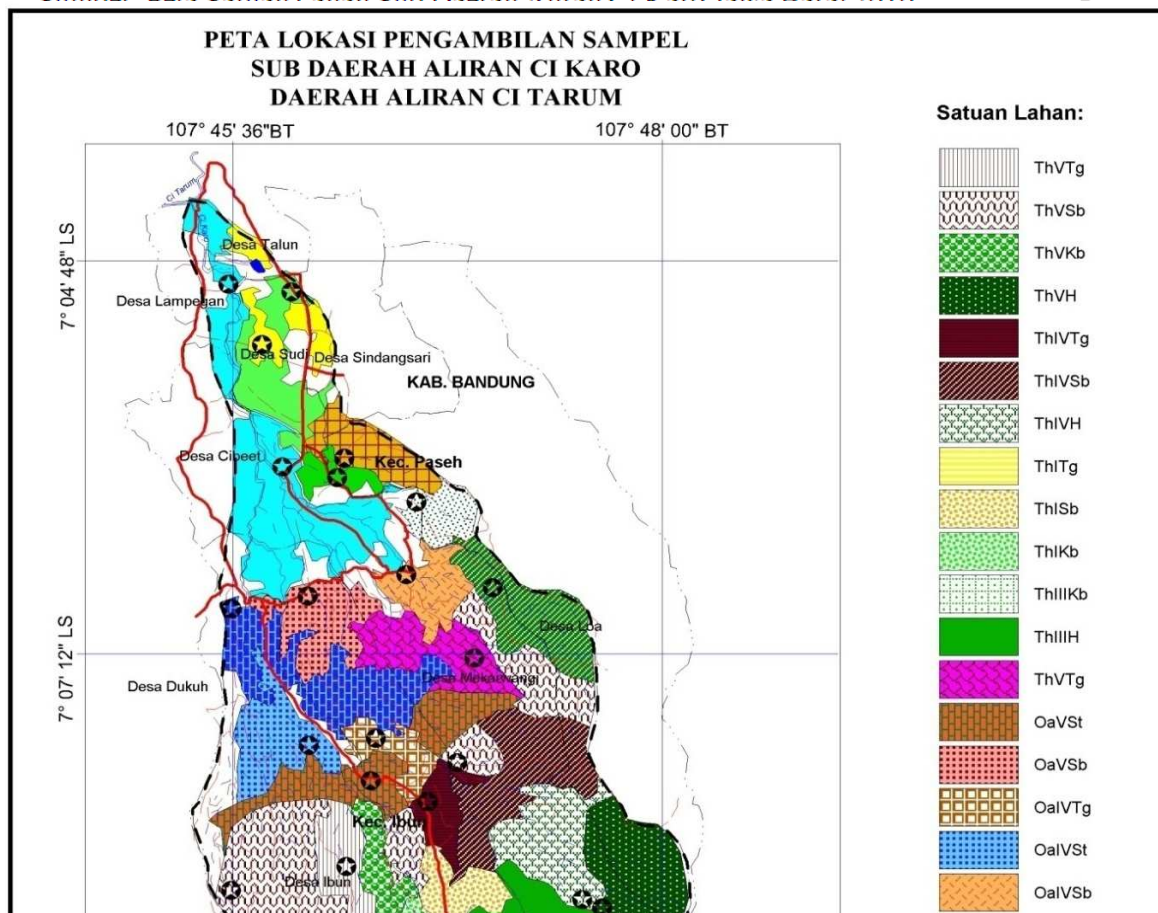 PETA LOKASI PENGAMBILAN SAMPEL
SUB DAERAH ALIRAN CI KARO
DAERAH ALIRAN CI TARUM
107° 45' 36"BT
107° 48' 00" BT
7° 04' 48" LS
7° 07' 12" LS
Ci Tarum
Desa Talun
Desa Lampegan
Desa Sudi
Desa Sindangsari
KAB. BANDUNG
Desa Cibeet
Kec. Paseh
Desa Loa
Desa Mekarwangi
Desa Dukuh
Kec. Ibun
Desa Ibun
Satuan Lahan:
ThVTg
ThVSb
ThVKb
ThVH
ThIVTg
ThIVSb
ThIVH
ThITg
ThISb
ThIKb
ThIIIKb
ThIIIH
ThVTg
OaVSt
OaVSb
OaIVTg
OaIVSt
OaIVSb